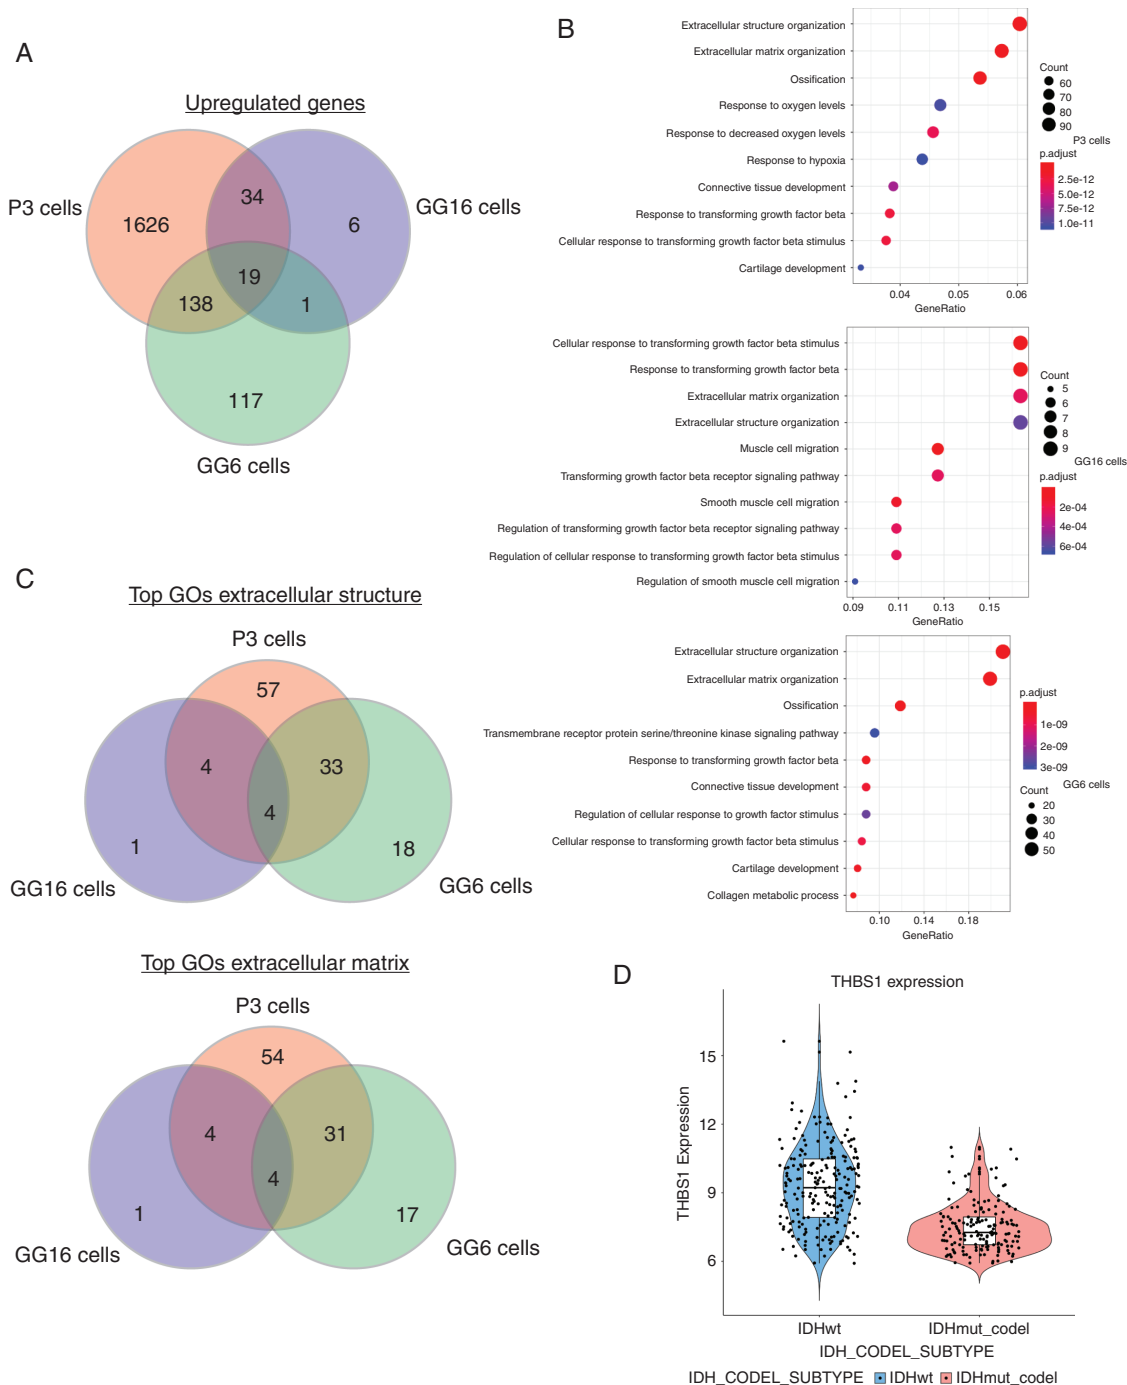 A
Upregulated genes
P3 cells
1626
34
6
GG16 cells
19
138
1
117
GG6 cells
B
Extracellular structure organization
Extracellular matrix organization
Ossification
Response to oxygen levels
Response to decreased oxygen levels
Response to hypoxia
Connective tissue development
Response to transforming growth factor beta
Cellular response to transforming growth factor beta stimulus
Cartilage development
0.04 0.05 0.06
GeneRatio
Count
60
70
80
90
P3 cells
p.adjust
2.5e-12
5.0e-12
7.5e-12
1.0e-11
Cellular response to transforming growth factor beta stimulus
Response to transforming growth factor beta
Extracellular matrix organization
Extracellular structure organization
Muscle cell migration
Transforming growth factor beta receptor signaling pathway
Smooth muscle cell migration
Regulation of transforming growth factor beta receptor signaling pathway
Regulation of cellular response to transforming growth factor beta stimulus
Regulation of smooth muscle cell migration
0.09 0.11 0.13 0.15
GeneRatio
Count
5
6
7
8
9
GG16 cells
p.adjust
2e-04
4e-04
6e-04
Extracellular structure organization
Extracellular matrix organization
Ossification
Transmembrane receptor protein serine/threonine kinase signaling pathway
Response to transforming growth factor beta
Connective tissue development
Regulation of cellular response to growth factor stimulus
Cellular response to transforming growth factor beta stimulus
Cartilage development
Collagen metabolic process
0.10 0.14 0.18
GeneRatio
p.adjust
1e-09
2e-09
3e-09
GG6 cells
Count
20
30
40
50
C
Top GOs extracellular structure
P3 cells
57
4
33
4
1
18
GG16 cells
GG6 cells
Top GOs extracellular matrix
P3 cells
54
4
31
4
1
17
GG16 cells
GG6 cells
D
THBS1 expression
THBS1 Expression
15
12
9
6
IDHwt IDHmut_codel
IDH_CODEL_SUBTYPE
IDH_CODEL_SUBTYPE IDHwt IDHmut_codel